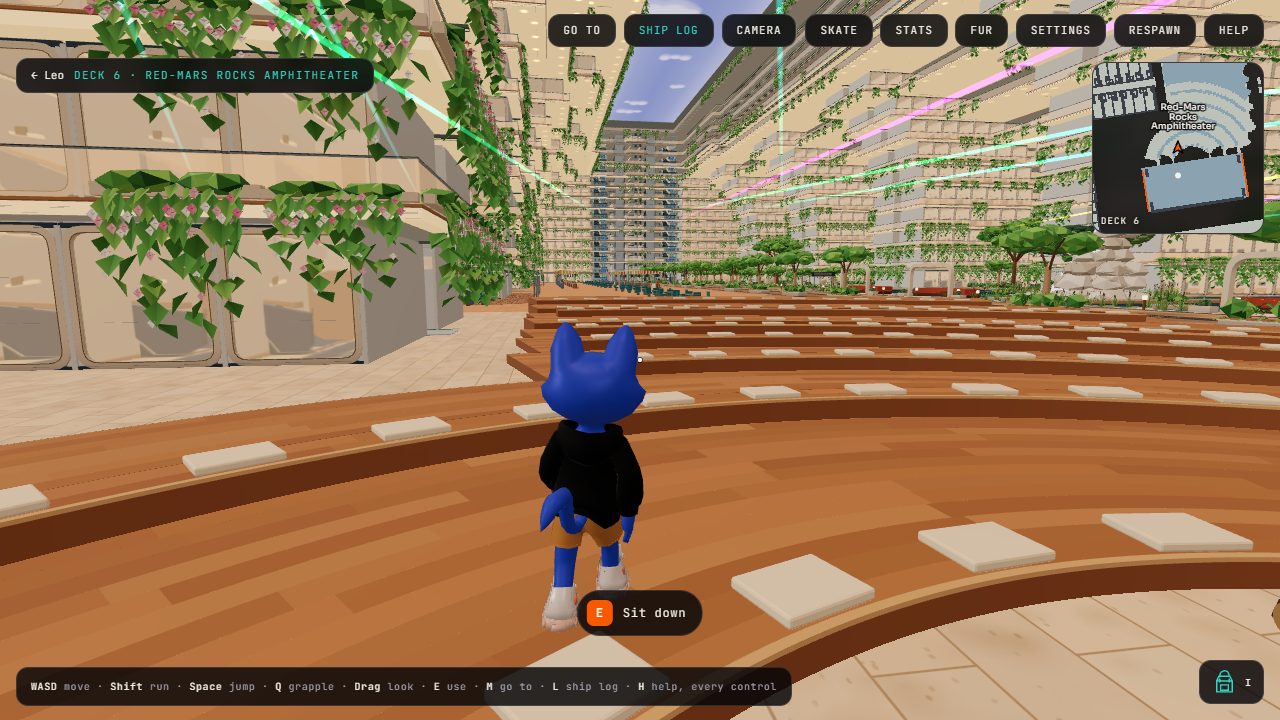 GO TO
SHIP LOG
CAMERA
SKATE
STATS
FUR
SETTINGS
RESPAWN
HELP
← Leo DECK 6 · RED-MARS ROCKS AMPHITHEATER
Red-Mars
Rocks
Amphitheater
DECK 6
E Sit down
WASD move · Shift run · Space jump · Q grapple · Drag look · E use · M go to · L ship log · H help, every control
I